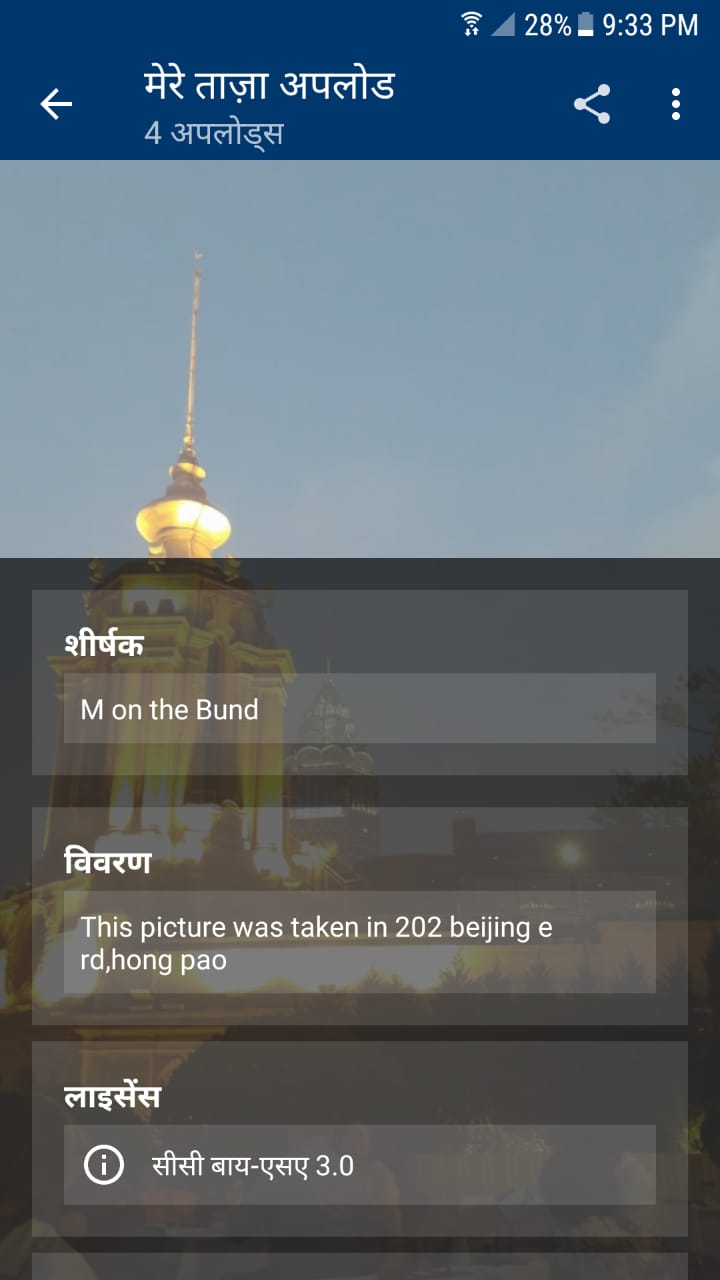 28% 9:33 PM
मेरे ताज़ा अपलोड
4 अपलोड्स
शीर्षक
M on the Bund
विवरण
This picture was taken in 202 beijing e
rd,hong pao
लाइसेंस
सीसी बाय-एसए 3.0